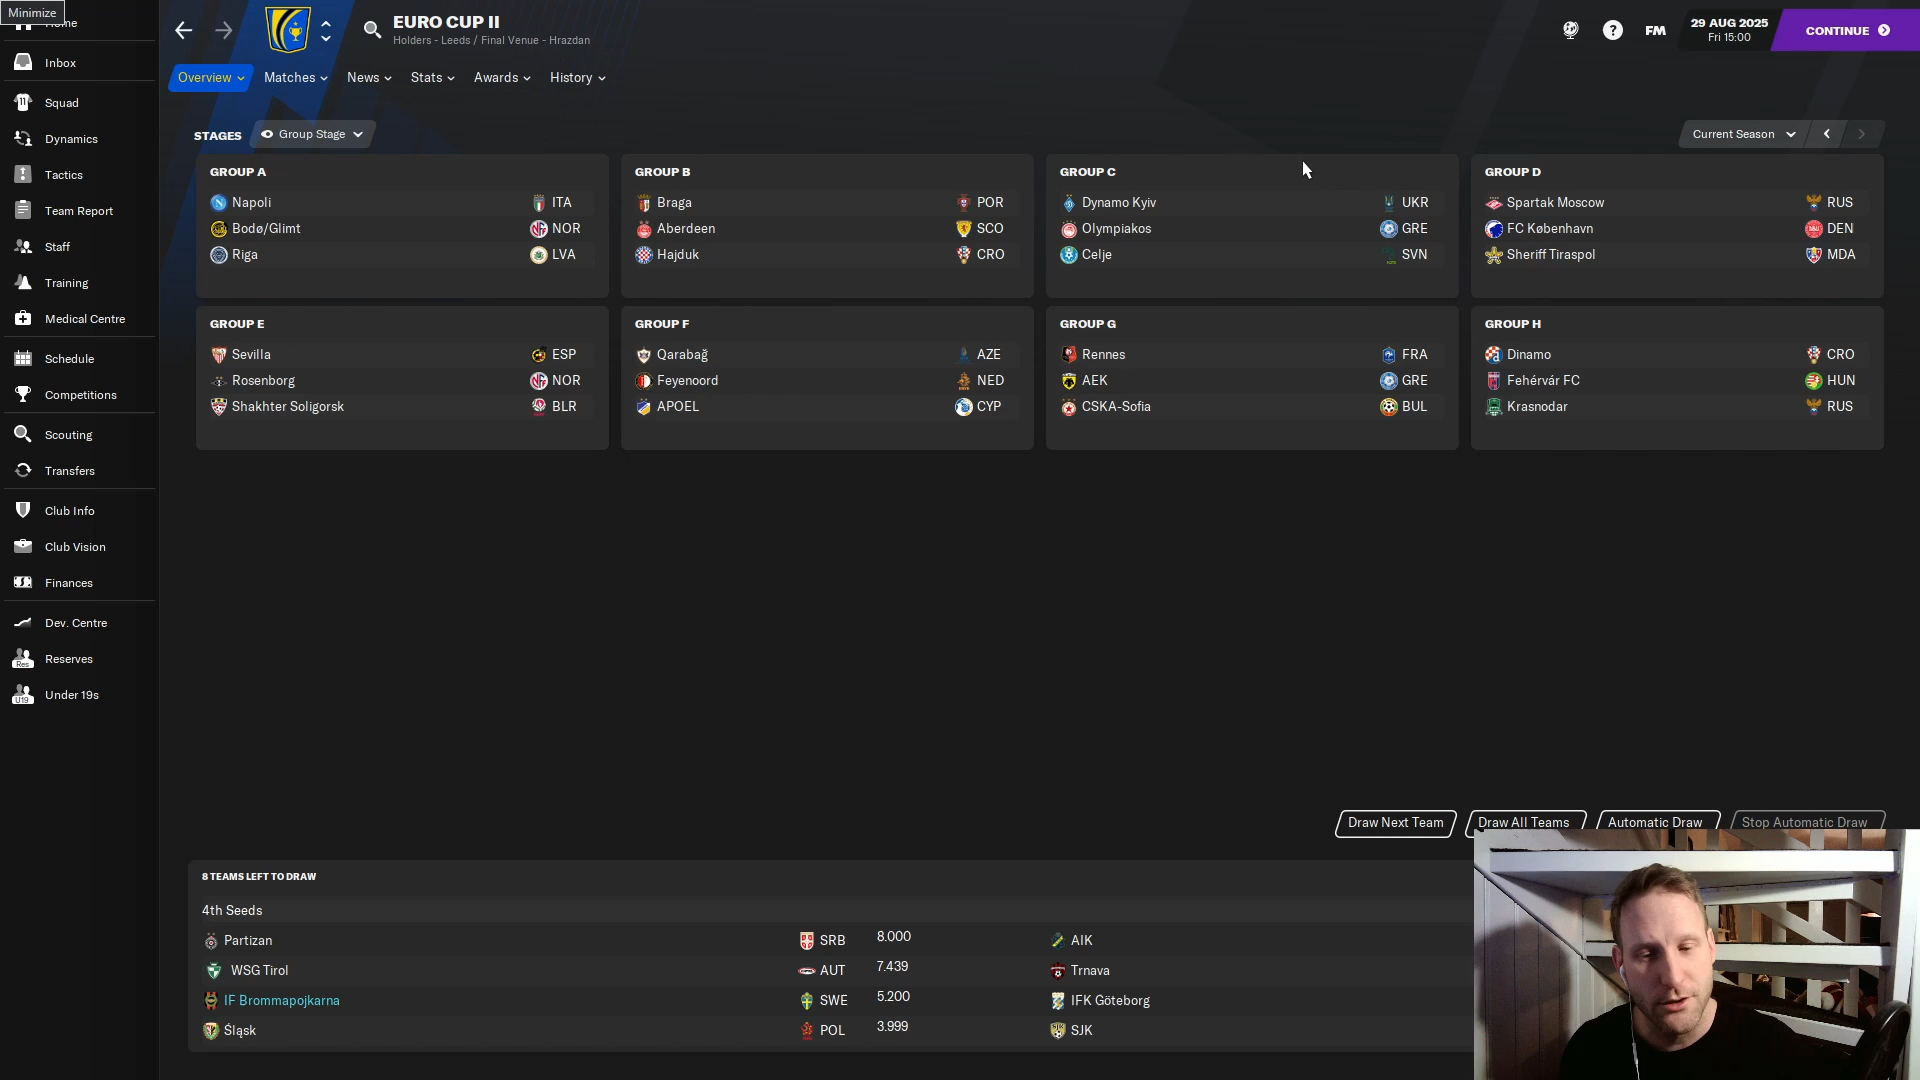 Minimize
EURO CUP II
Holders - Leeds / Final Venue - Hrazdan
FM
29 AUG 2025
Fri 15:00
CONTINUE
Inbox
Squad
Dynamics
Tactics
Team Report
Staff
Training
Medical Centre
Schedule
Competitions
Scouting
Transfers
Club Info
Club Vision
Finances
Dev. Centre
Reserves
Under 19s
Overview Matches News Stats Awards History
STAGES Group Stage
Current Season
GROUP A
Napoli ITA
Bodø/Glimt NOR
Riga LVA
GROUP B
Braga POR
Aberdeen SCO
Hajduk CRO
GROUP C
Dynamo Kyiv UKR
Olympiakos GRE
Celje SVN
GROUP D
Spartak Moscow RUS
FC København DEN
Sheriff Tiraspol MDA
GROUP E
Sevilla ESP
Rosenborg NOR
Shakhter Soligorsk BLR
GROUP F
Qarabağ AZE
Feyenoord NED
APOEL CYP
GROUP G
Rennes FRA
AEK GRE
CSKA-Sofia BUL
GROUP H
Dinamo CRO
Fehérvár FC HUN
Krasnodar RUS
Draw Next Team Draw All Teams Automatic Draw Stop Automatic Draw
8 TEAMS LEFT TO DRAW
4th Seeds
Partizan SRB 8.000 AIK
WSG Tirol AUT 7.439 Trnava
IF Brommapojkarna SWE 5.200 IFK Göteborg
Śląsk POL 3.999 SJK